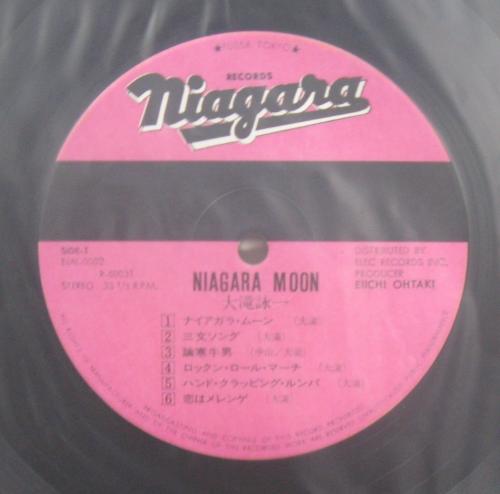 ★FUSSA TOKYO★
RECORDS
Niagara
SIDE-1
NAL-0002
R-0003T
STEREO 33 1/3 R.P.M.
DISTRIBUTED BY
ELEC RECORDS INC.
PRODUCER
EIICHI OHTAKI
NIAGARA MOON
大滝詠一
1 ナイアガラ・ムーン (大滝)
2 三文ソング (大滝)
3 論寒牛男 (中山/大滝)
4 ロックン・ロール・マーチ (大滝)
5 ハンド・クラッピング・ルンバ (大滝)
6 恋はメレンゲ (大滝)